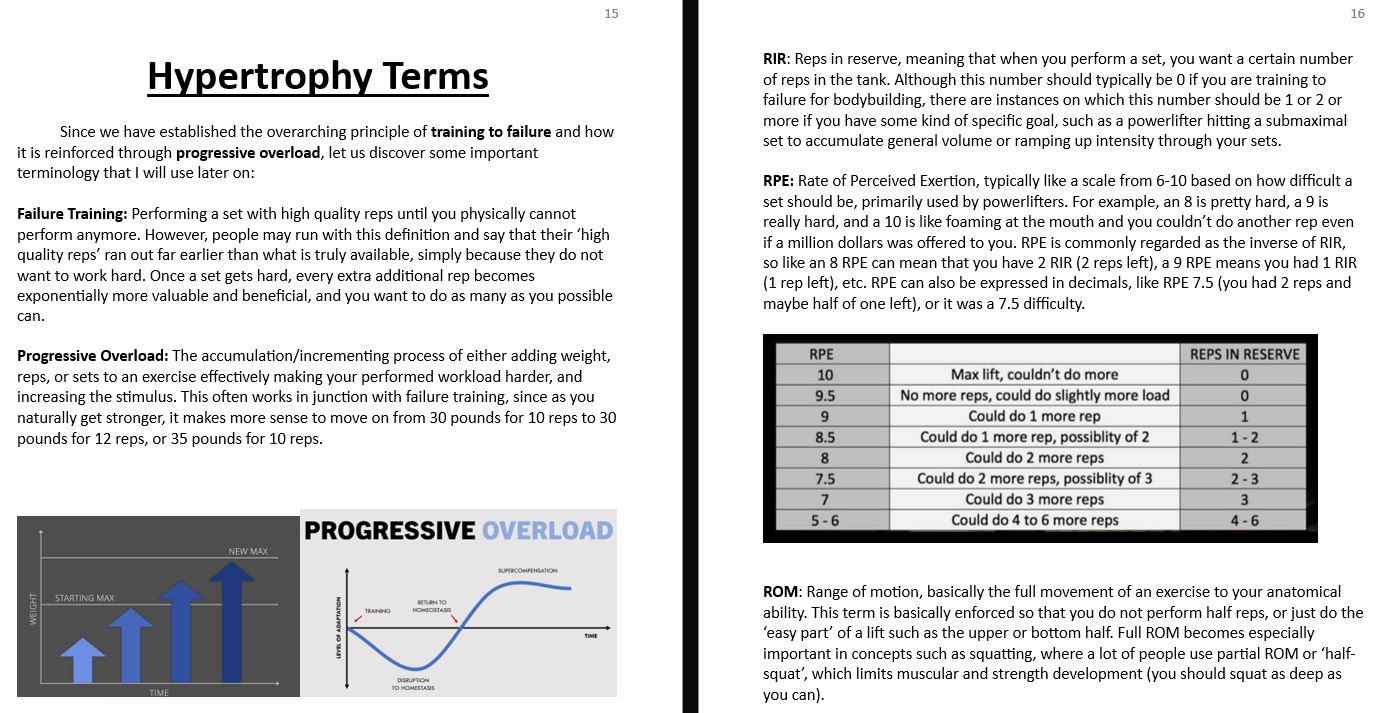 15
Hypertrophy Terms
Since we have established the overarching principle of training to failure and how
it is reinforced through progressive overload, let us discover some important
terminology that I will use later on:
Failure Training: Performing a set with high quality reps until you physically cannot
perform anymore. However, people may run with this definition and say that their ‘high
quality reps’ ran out far earlier than what is truly available, simply because they do not
want to work hard. Once a set gets hard, every extra additional rep becomes
exponentially more valuable and beneficial, and you want to do as many as you possible
can.
Progressive Overload: The accumulation/incrementing process of either adding weight,
reps, or sets to an exercise effectively making your performed workload harder, and
increasing the stimulus. This often works in junction with failure training, since as you
naturally get stronger, it makes more sense to move on from 30 pounds for 10 reps to 30
pounds for 12 reps, or 35 pounds for 10 reps.
NEW MAX
STARTING MAX
WEIGHT
TIME
PROGRESSIVE OVERLOAD
SUPERCOMPENSATION
TRAINING
RETURN TO
HOMEOSTASIS
LEVEL OF ADAPTATION
TIME
DISRUPTION
TO HOMESTASIS
16
RIR: Reps in reserve, meaning that when you perform a set, you want a certain number
of reps in the tank. Although this number should typically be 0 if you are training to
failure for bodybuilding, there are instances on which this number should be 1 or 2 or
more if you have some kind of specific goal, such as a powerlifter hitting a submaximal
set to accumulate general volume or ramping up intensity through your sets.
RPE: Rate of Perceived Exertion, typically like a scale from 6-10 based on how difficult a
set should be, primarily used by powerlifters. For example, an 8 is pretty hard, a 9 is
really hard, and a 10 is like foaming at the mouth and you couldn’t do another rep even
if a million dollars was offered to you. RPE is commonly regarded as the inverse of RIR,
so like an 8 RPE can mean that you have 2 RIR (2 reps left), a 9 RPE means you had 1 RIR
(1 rep left), etc. RPE can also be expressed in decimals, like RPE 7.5 (you had 2 reps and
maybe half of one left), or it was a 7.5 difficulty.
RPE REPS IN RESERVE
10 Max lift, couldn’t do more 0
9.5 No more reps, could do slightly more load 0
9 Could do 1 more rep 1
8.5 Could do 1 more rep, possiblity of 2 1 - 2
8 Could do 2 more reps 2
7.5 Could do 2 more reps, possiblity of 3 2 - 3
7 Could do 3 more reps 3
5 - 6 Could do 4 to 6 more reps 4 - 6
ROM: Range of motion, basically the full movement of an exercise to your anatomical
ability. This term is basically enforced so that you do not perform half reps, or just do the
‘easy part’ of a lift such as the upper or bottom half. Full ROM becomes especially
important in concepts such as squatting, where a lot of people use partial ROM or ‘half-
squat’, which limits muscular and strength development (you should squat as deep as
you can).